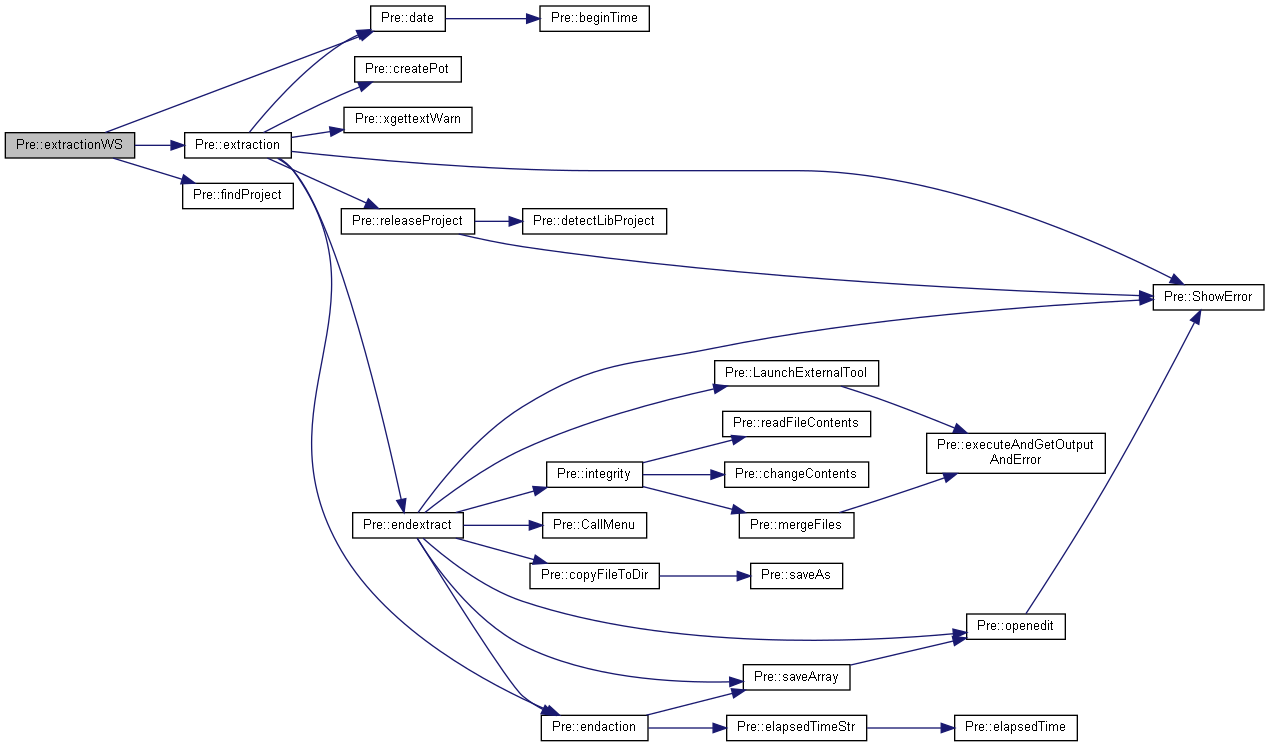 Pre::date
Pre::beginTime
Pre::createPot
Pre::xgettextWarn
Pre::extractionWS
Pre::extraction
Pre::findProject
Pre::releaseProject
Pre::detectLibProject
Pre::ShowError
Pre::LaunchExternalTool
Pre::readFileContents
Pre::executeAndGetOutput
AndError
Pre::integrity
Pre::changeContents
Pre::endextract
Pre::CallMenu
Pre::mergeFiles
Pre::copyFileToDir
Pre::saveAs
Pre::openedit
Pre::saveArray
Pre::endaction
Pre::elapsedTimeStr
Pre::elapsedTime